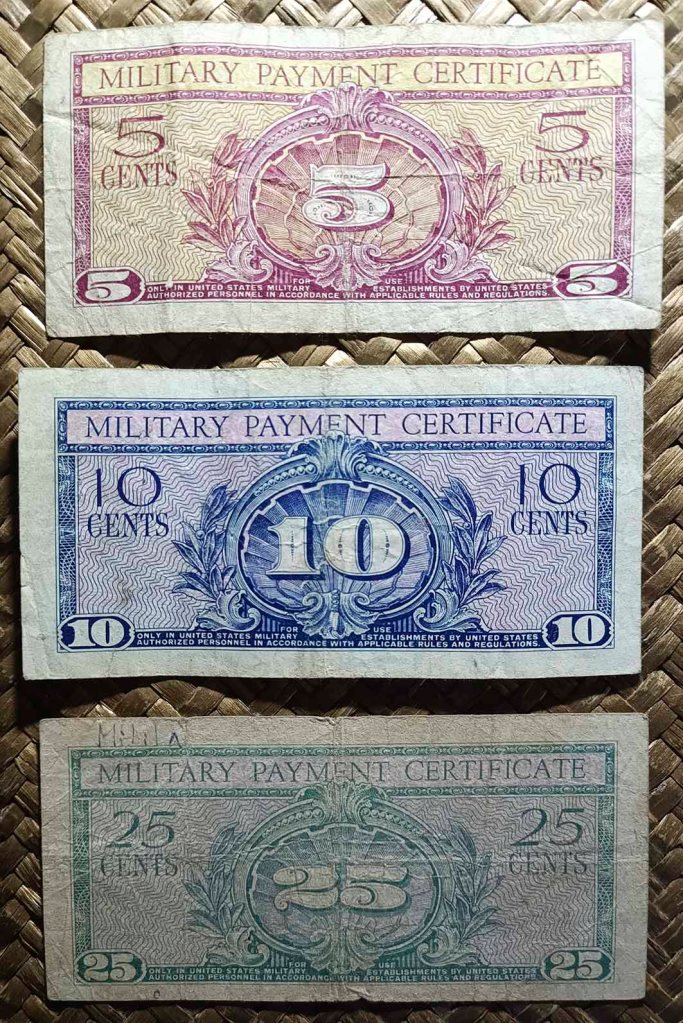 MILITARY PAYMENT CERTIFICATE
5 5
CENTS CENTS
5
5 5
FOR USE
ONLY IN UNITED STATES MILITARY ESTABLISHMENTS BY UNITED STATES
AUTHORIZED PERSONNEL IN ACCORDANCE WITH APPLICABLE RULES AND REGULATIONS.
MILITARY PAYMENT CERTIFICATE
10 10
CENTS CENTS
10
10 10
FOR USE
ONLY IN UNITED STATES MILITARY ESTABLISHMENTS BY UNITED STATES
AUTHORIZED PERSONNEL IN ACCORDANCE WITH APPLICABLE RULES AND REGULATIONS.
MILITARY PAYMENT CERTIFICATE
25 25
CENTS CENTS
25
25 25
FOR USE
ONLY IN UNITED STATES MILITARY ESTABLISHMENTS BY UNITED STATES
AUTHORIZED PERSONNEL IN ACCORDANCE WITH APPLICABLE RULES AND REGULATIONS.